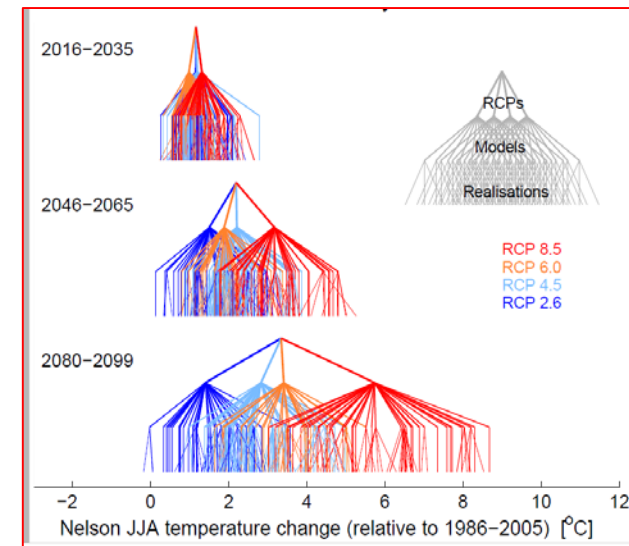 2016−2035
RCPs
Models
Realisations
2046−2065
RCP 8.5
RCP 6.0
RCP 4.5
RCP 2.6
2080−2099
−2 0 2 4 6 8 10 12
Nelson JJA temperature change (relative to 1986−2005) [°C]